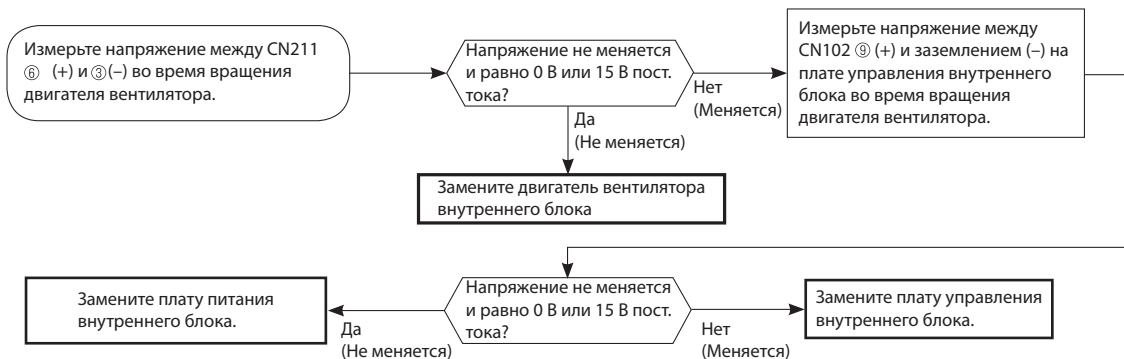 Измерьте напряжение между CN211
⑥ (+) и ③(–) во время вращения
двигателя вентилятора.
Напряжение не меняется
и равно 0 В или 15 В пост.
тока?
Нет
(Меняется)
Да
(Не меняется)
Измерьте напряжение между
CN102 ⑨ (+) и заземлением (–) на
плате управления внутреннего
блока во время вращения
двигателя вентилятора.
Замените двигатель вентилятора
внутреннего блока
Напряжение не меняется
и равно 0 В или 15 В пост.
тока?
Да
(Не меняется)
Нет
(Меняется)
Замените плату питания
внутреннего блока.
Замените плату управления
внутреннего блока.